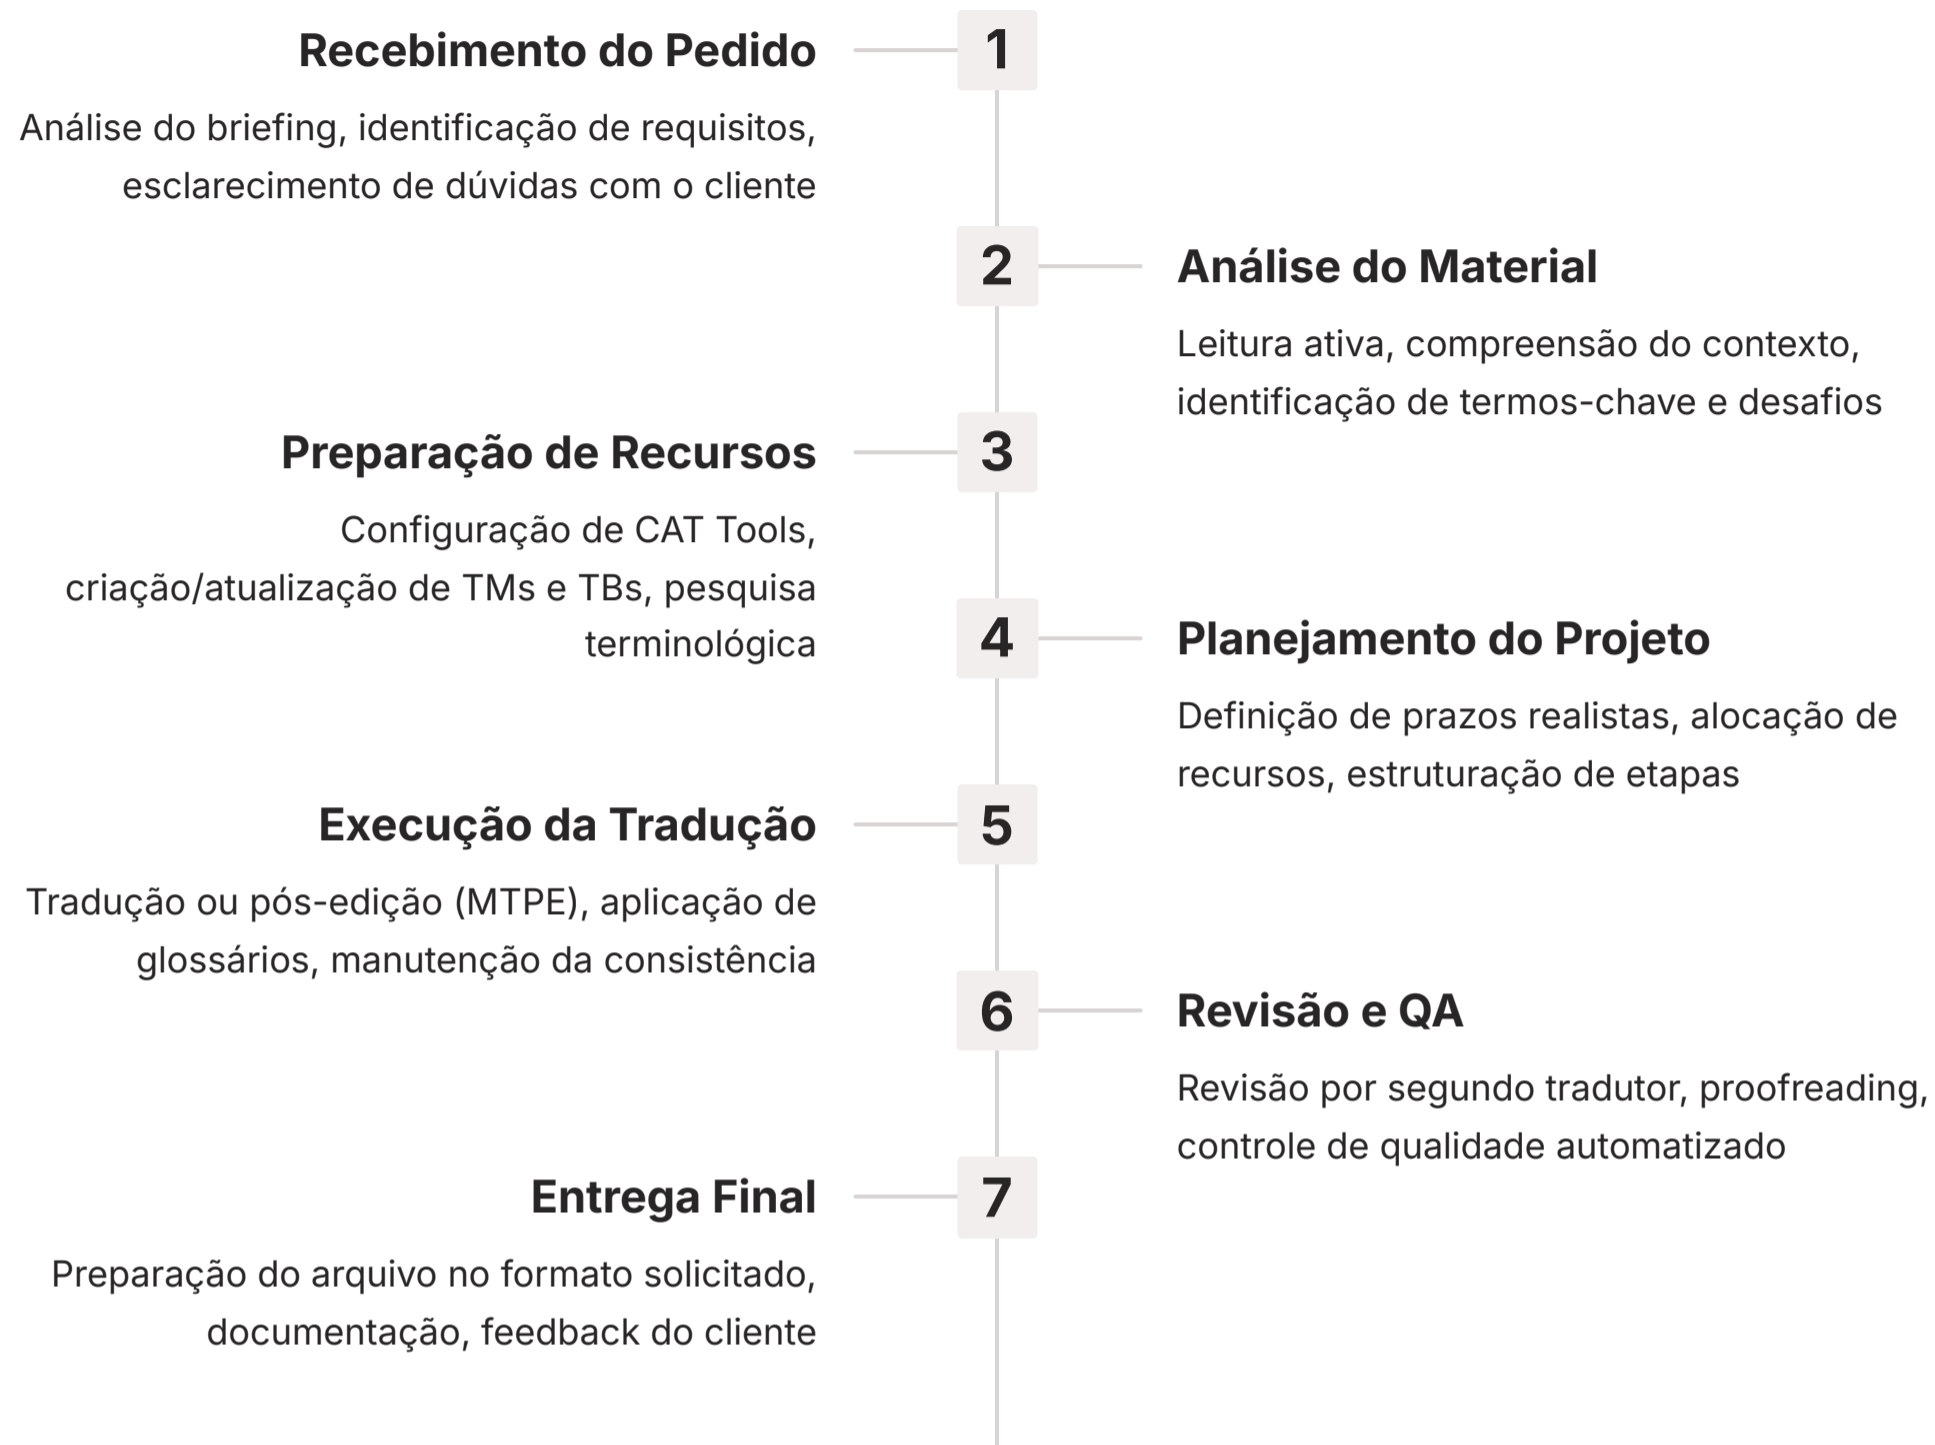 Recebimento do Pedido
1
Análise do briefing, identificação de requisitos,
esclarecimento de dúvidas com o cliente
2
Análise do Material
Leitura ativa, compreensão do contexto,
identificação de termos-chave e desafios
Preparação de Recursos
3
Configuração de CAT Tools,
criação/atualização de TMs e TBs, pesquisa
terminológica
4
Planejamento do Projeto
Definição de prazos realistas, alocação de
recursos, estruturação de etapas
Execução da Tradução
5
Tradução ou pós-edição (MTPE), aplicação de
glossários, manutenção da consistência
6
Revisão e QA
Revisão por segundo tradutor, proofreading,
controle de qualidade automatizado
Entrega Final
7
Preparação do arquivo no formato solicitado,
documentação, feedback do cliente